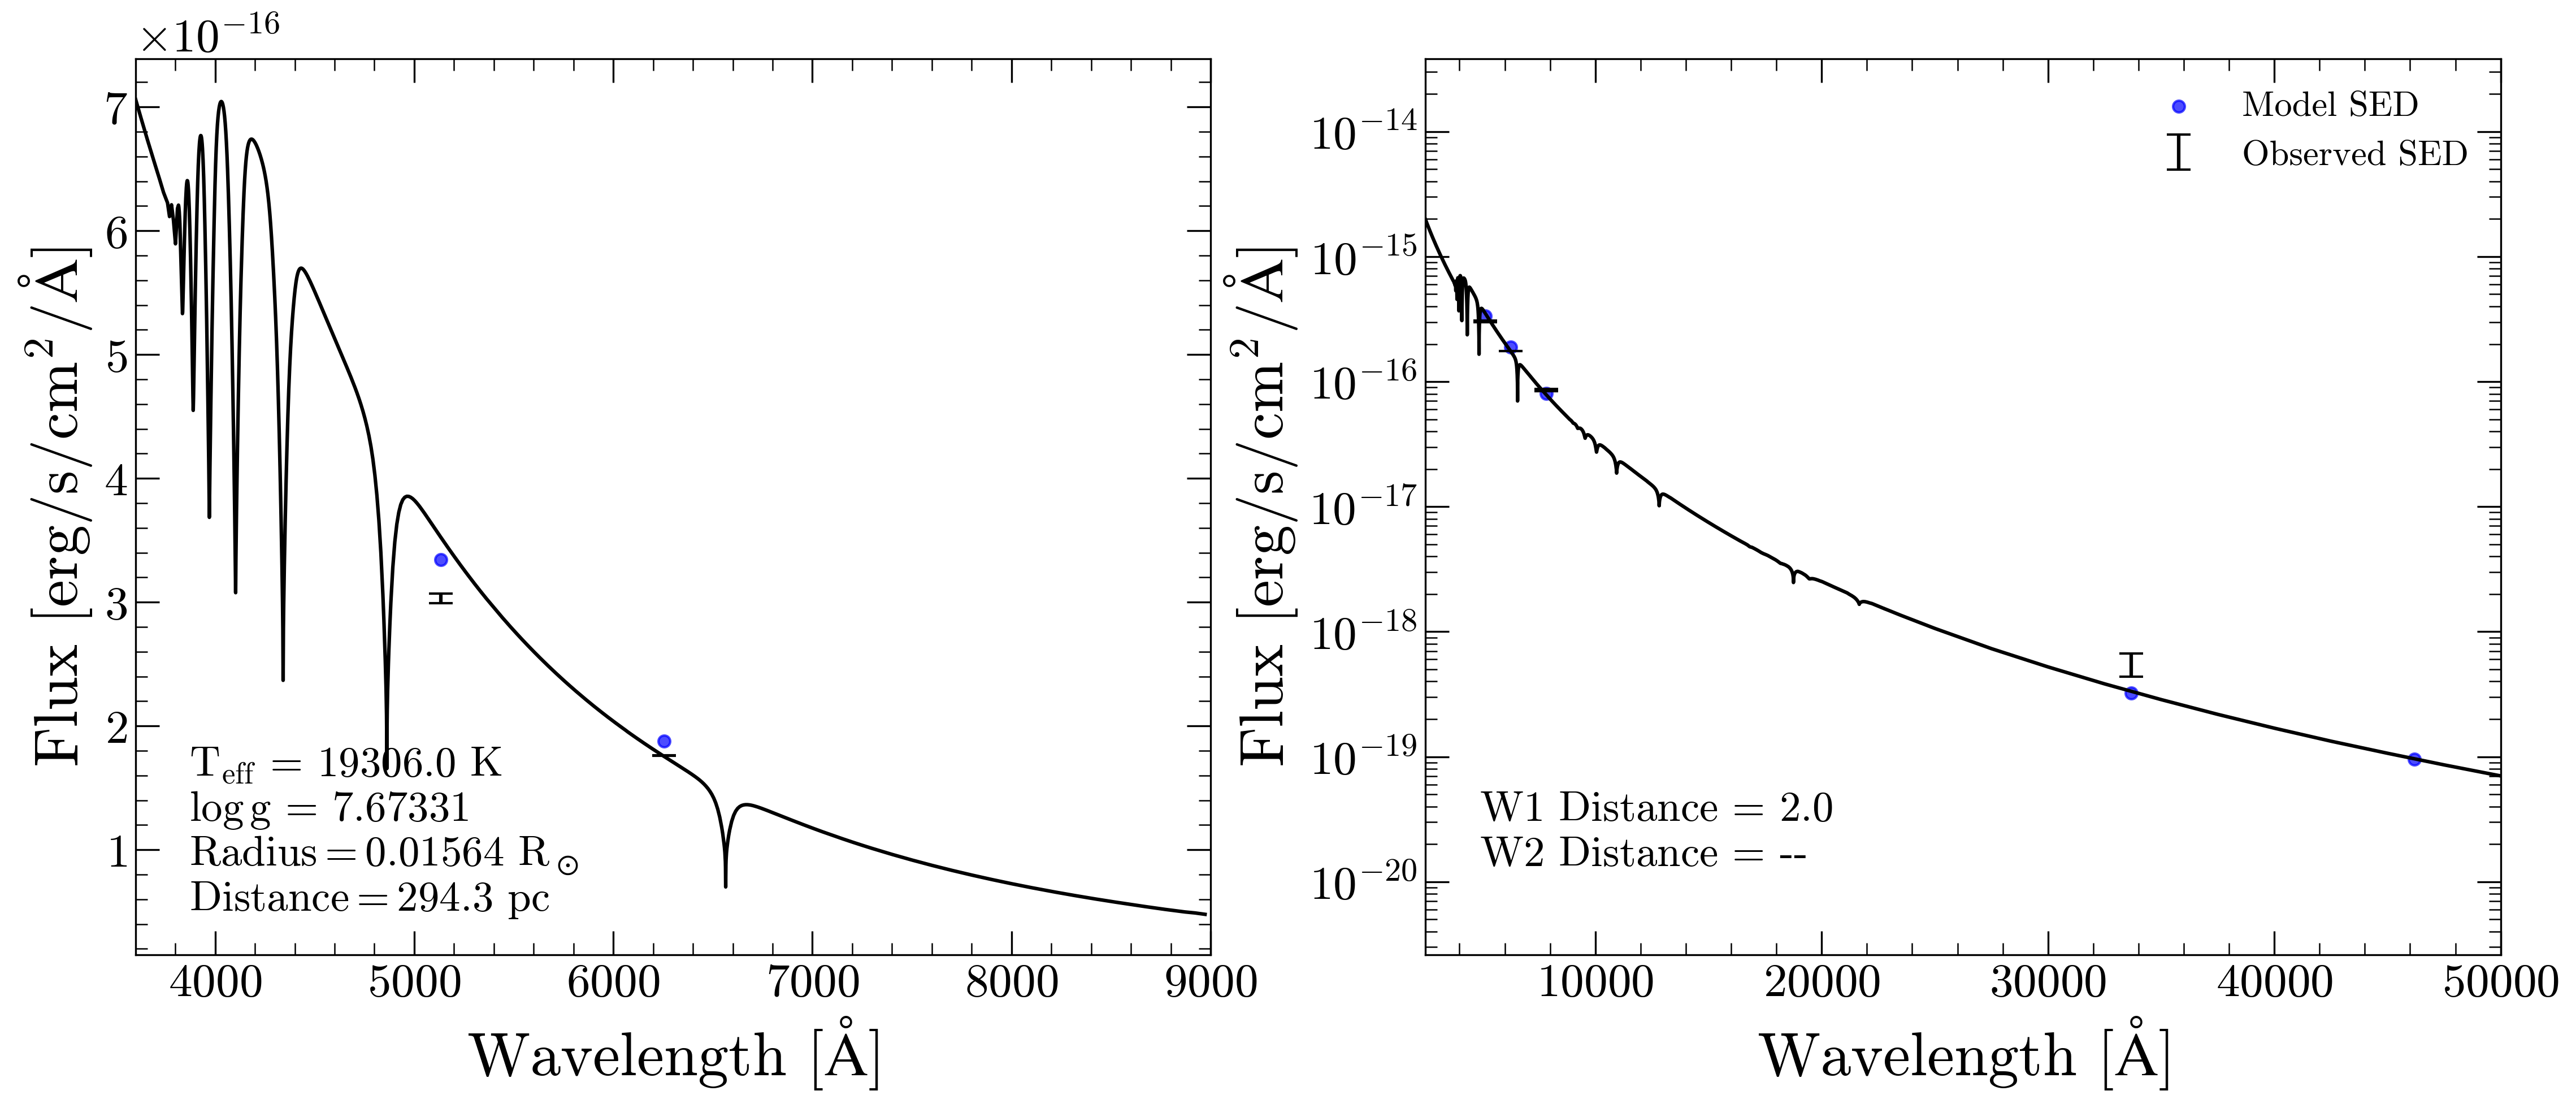 ×10⁻¹⁶
7
6
5
4
3
2
1
Flux [erg/s/cm²/Å]
T_eff = 19306.0 K
log g = 7.67331
Radius = 0.01564 R_⊙
Distance = 294.3 pc
4000 5000 6000 7000 8000 9000
Wavelength [Å]
10⁻¹⁴
10⁻¹⁵
10⁻¹⁶
10⁻¹⁷
10⁻¹⁸
10⁻¹⁹
10⁻²⁰
Flux [erg/s/cm²/Å]
Model SED
Observed SED
W1 Distance = 2.0
W2 Distance = --
10000 20000 30000 40000 50000
Wavelength [Å]